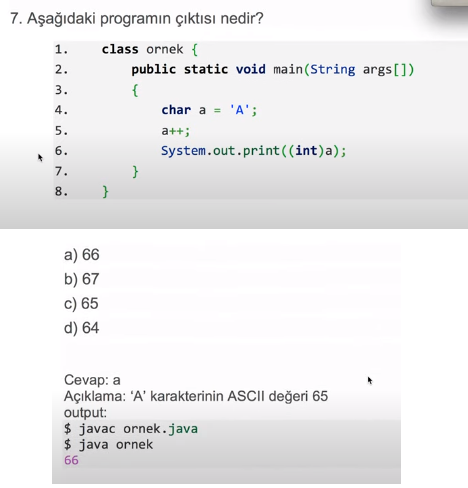 7. Aşağıdaki programın çıktısı nedir?
1. class ornek {
2. public static void main(String args[])
3. {
4. char a = 'A';
5. a++;
6. System.out.print((int)a);
7. }
8. }
a) 66
b) 67
c) 65
d) 64
Cevap: a
Açıklama: 'A' karakterinin ASCII değeri 65
output:
$ javac ornek.java
$ java ornek
66